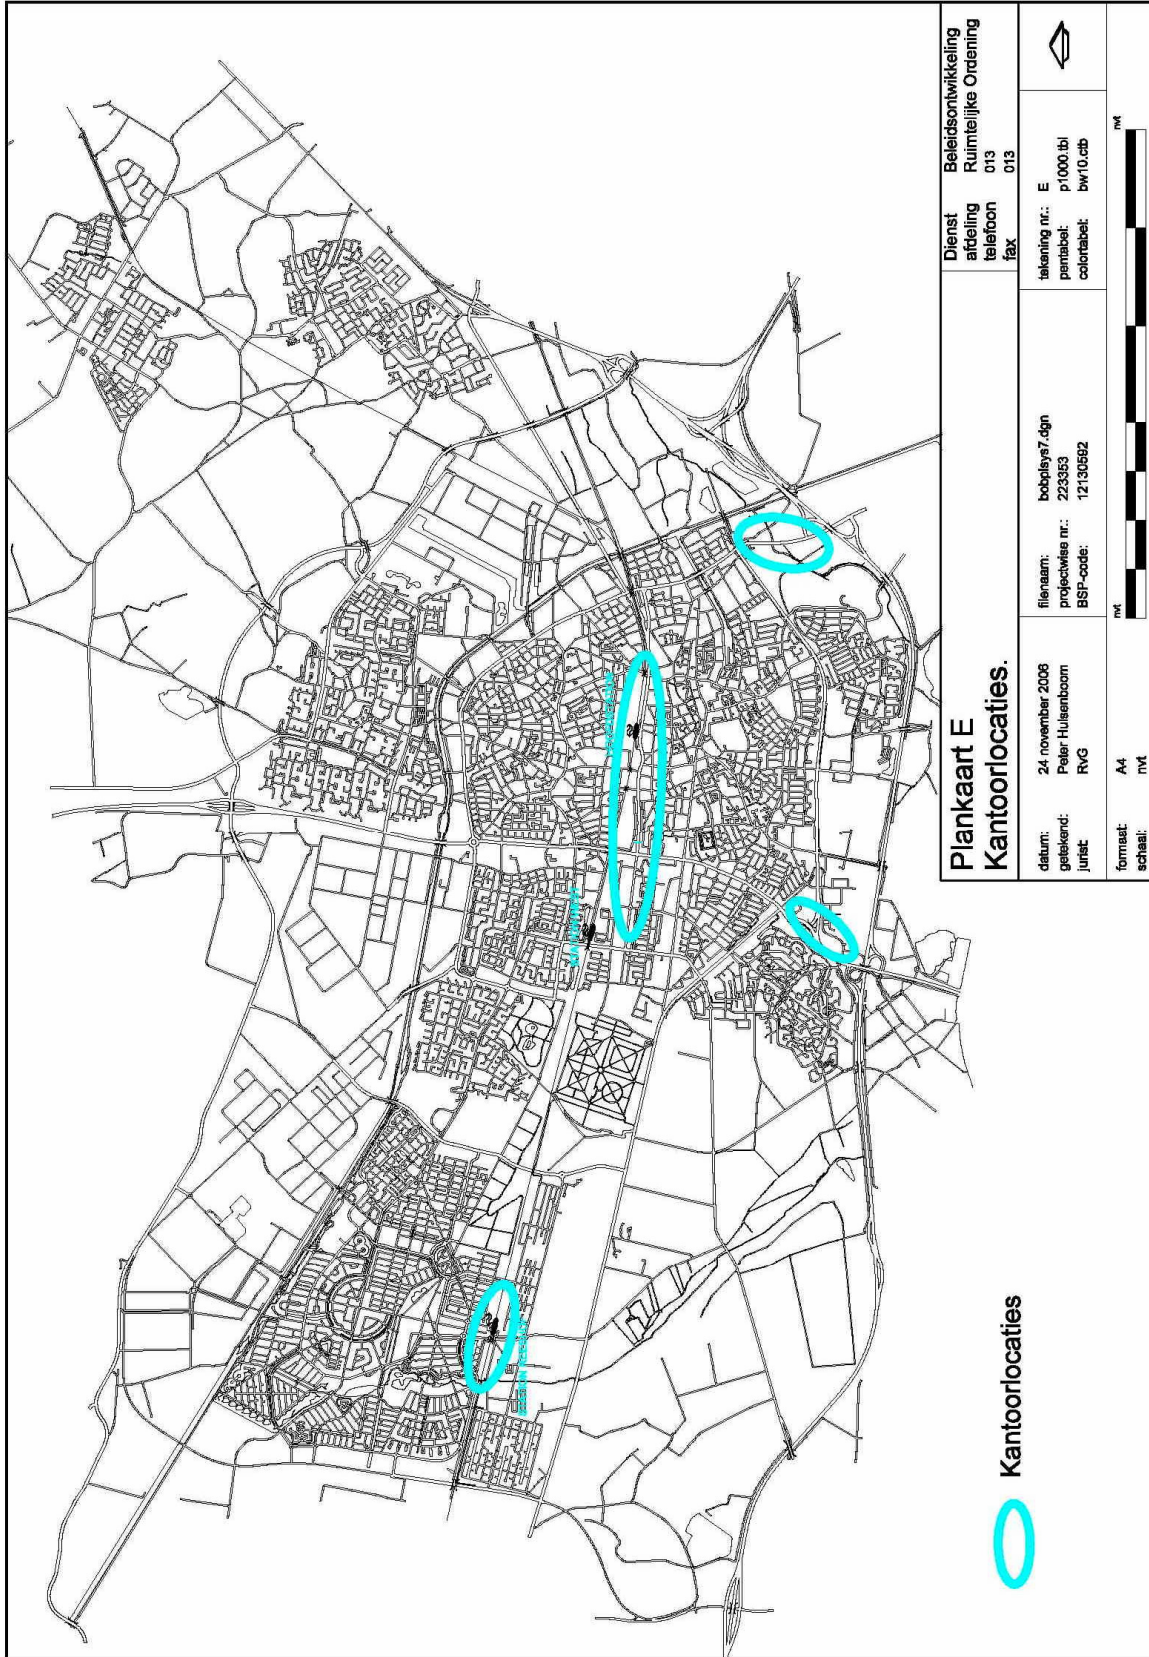 Plankaart E
Kantoorlocaties.
Dienst Beleidsontwikkeling
afdeling Ruimtelijke Ordening
telefoon 013
fax 013
datum: 24 november 2006
getekend: Peter Hulsenboom
jurist: RvG
filenaam: bobplsys7.dgn
projectwise nr.: 223353
BSP-code: 12130592
tekening nr.: E
pentabel: p1000.tbl
colortabel: bw10.ctb
formaat: A4
schaal: nvt
nvt
nvt
Kantoorlocaties